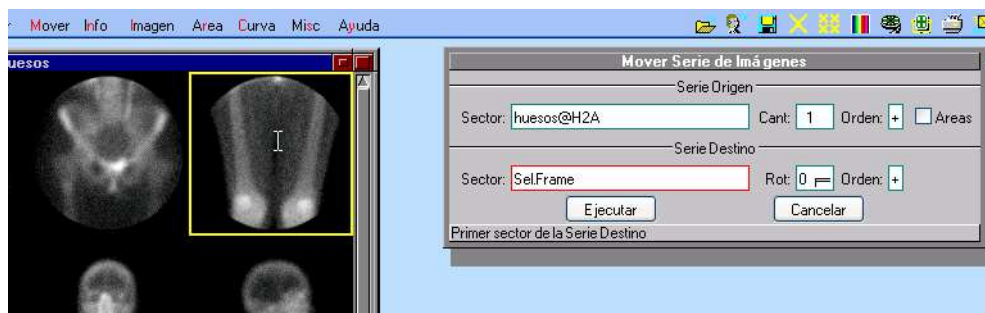 Mover Info Imagen Area Curva Misc Ayuda
uesos
Mover Serie de Imágenes
Serie Origen
Sector: huesos@H2A Cant: 1 Orden: + Areas
Serie Destino
Sector: Sel.Frame Rot: 0 Orden: +
Ejecutar Cancelar
Primer sector de la Serie Destino